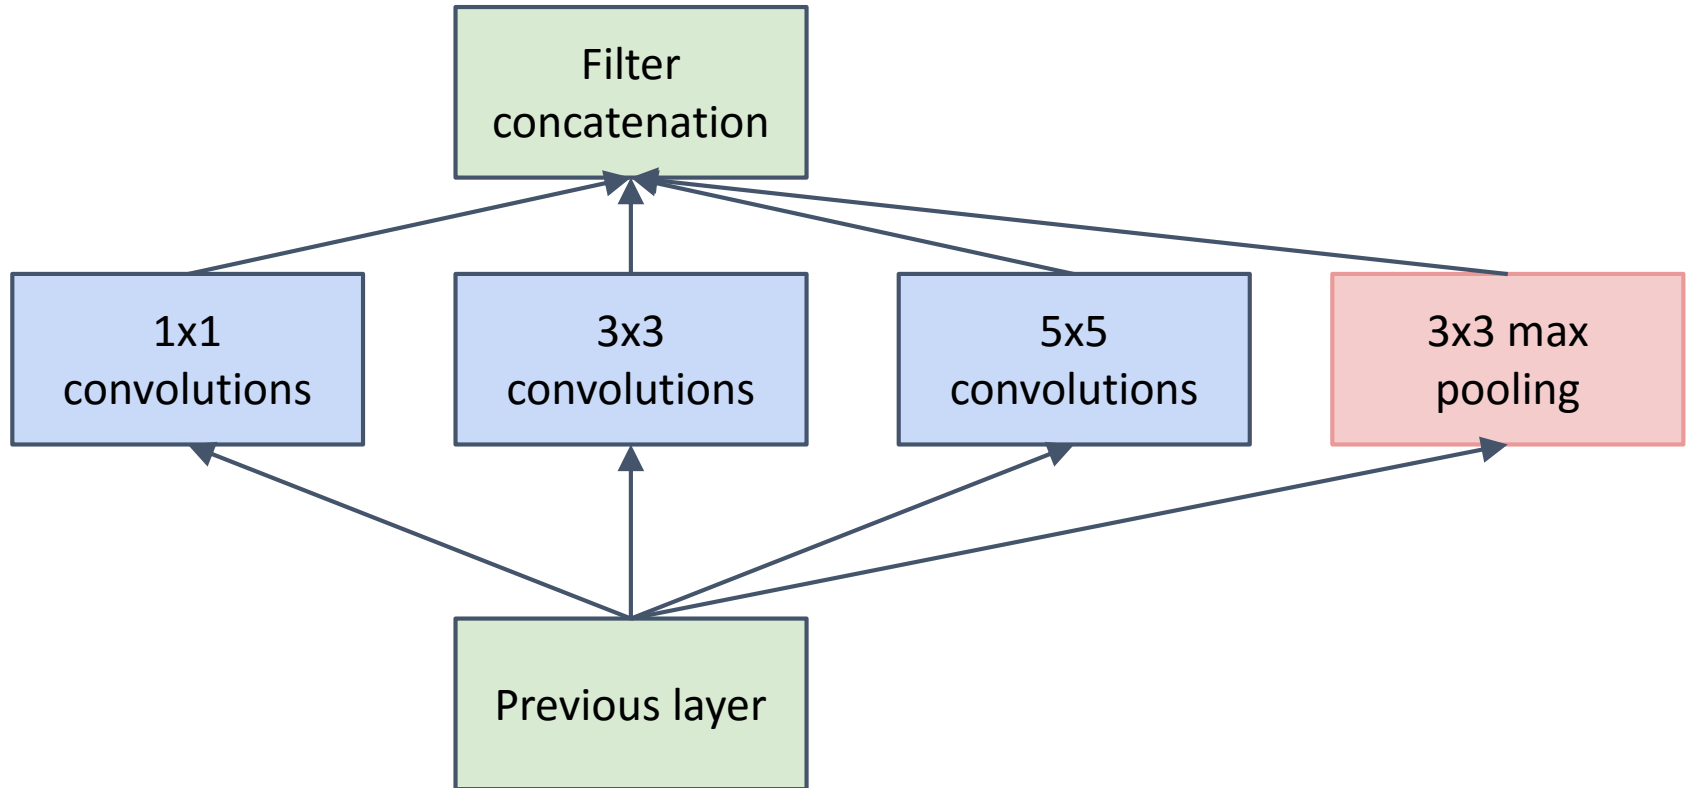 Filter
concatenation
1x1
convolutions
3x3
convolutions
5x5
convolutions
3x3 max
pooling
Previous layer